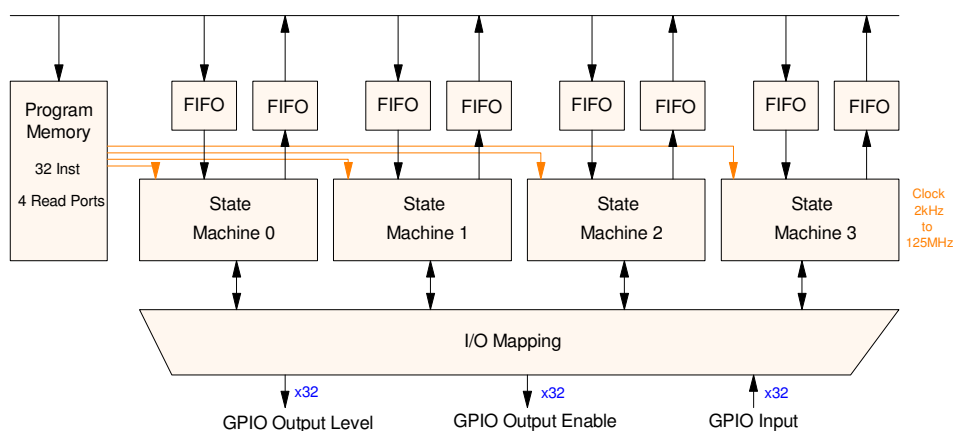 Program
Memory
32 Inst
4 Read Ports
FIFO
FIFO
FIFO
FIFO
FIFO
FIFO
FIFO
FIFO
State
Machine 0
State
Machine 1
State
Machine 2
State
Machine 3
Clock
2kHz
to
125MHz
I/O Mapping
x32
x32
x32
GPIO Output Level
GPIO Output Enable
GPIO Input